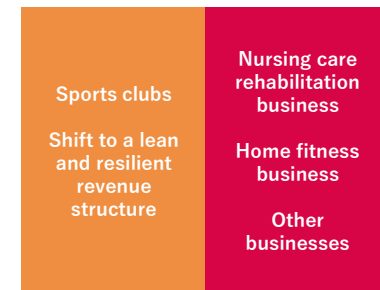 Sports clubs
Shift to a lean
and resilient
revenue
structure
Nursing care
rehabilitation
business
Home fitness
business
Other
businesses